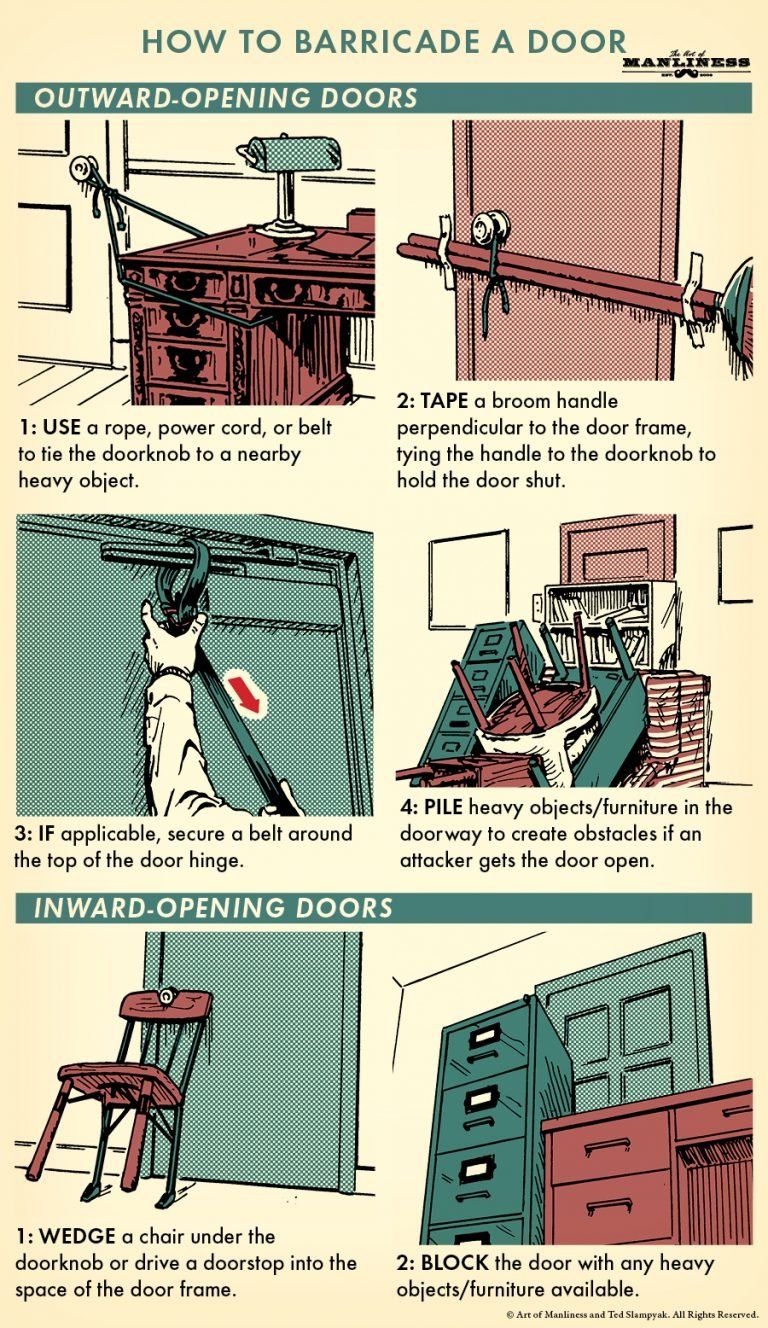 HOW TO BARRICADE A DOOR
The Art of
MANLINESS
EST. 2008
OUTWARD-OPENING DOORS
1: USE a rope, power cord, or belt
to tie the doorknob to a nearby
heavy object.
2: TAPE a broom handle
perpendicular to the door frame,
tying the handle to the doorknob to
hold the door shut.
3: IF applicable, secure a belt around
the top of the door hinge.
4: PILE heavy objects/furniture in the
doorway to create obstacles if an
attacker gets the door open.
INWARD-OPENING DOORS
1: WEDGE a chair under the
doorknob or drive a doorstop into the
space of the door frame.
2: BLOCK the door with any heavy
objects/furniture available.
© Art of Manliness and Ted Slampyak. All Rights Reserved.